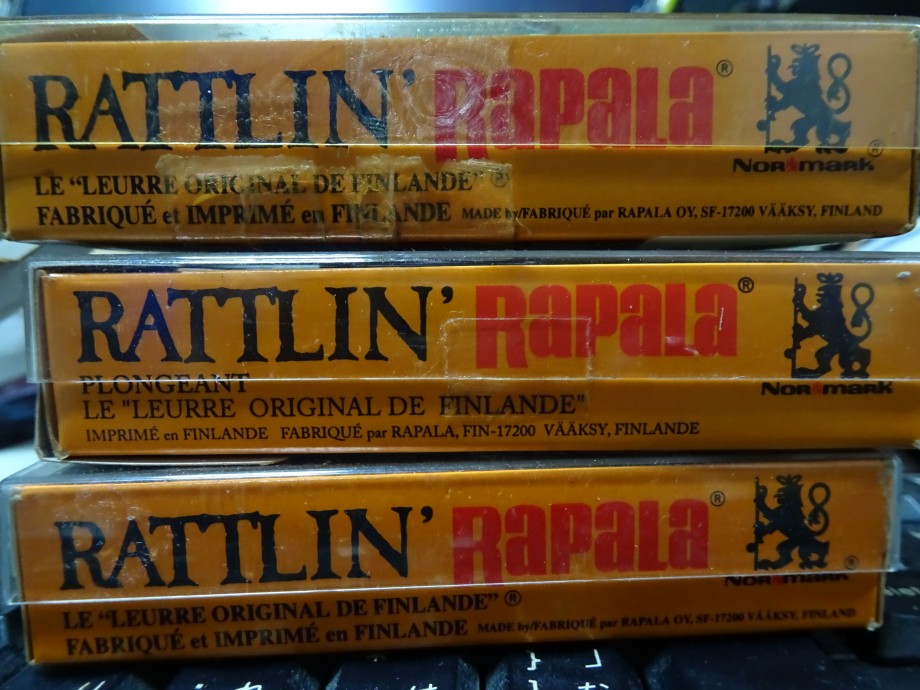 RATTLIN' Rapala®
Normark®
LE “LEURRE ORIGINAL DE FINLANDE” ®
FABRIQUÉ et IMPRIMÉ en FINLANDE MADE by/FABRIQUÉ par RAPALA OY, SF-17200 VÄÄKSY, FINLAND
RATTLIN' Rapala®
Normark
PLONGEANT
LE "LEURRE ORIGINAL DE FINLANDE"
IMPRIMÉ en FINLANDE FABRIQUÉ par RAPALA, FIN-17200 VÄÄKSY, FINLANDE
RATTLIN' Rapala®
Normark®
LE “LEURRE ORIGINAL DE FINLANDE” ®
FABRIQUÉ et IMPRIMÉ en FINLANDE MADE by/FABRIQUÉ par RAPALA OY, SF-17200 VÄÄKSY, FINLAND